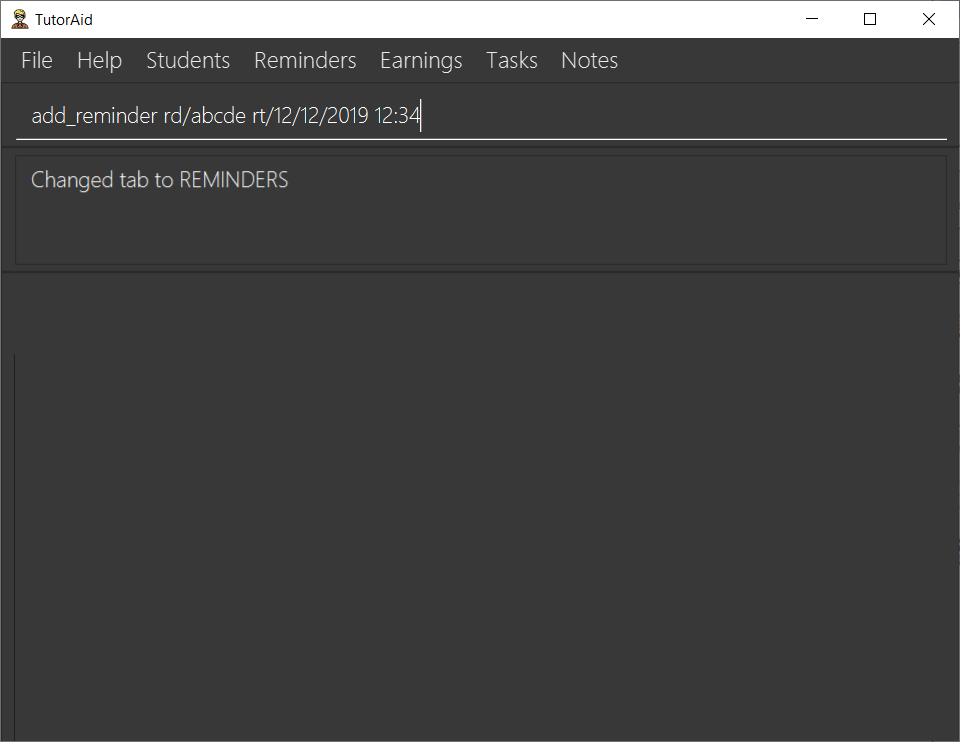 TutorAid
File Help Students Reminders Earnings Tasks Notes
add_reminder rd/abcde rt/12/12/2019 12:34
Changed tab to REMINDERS